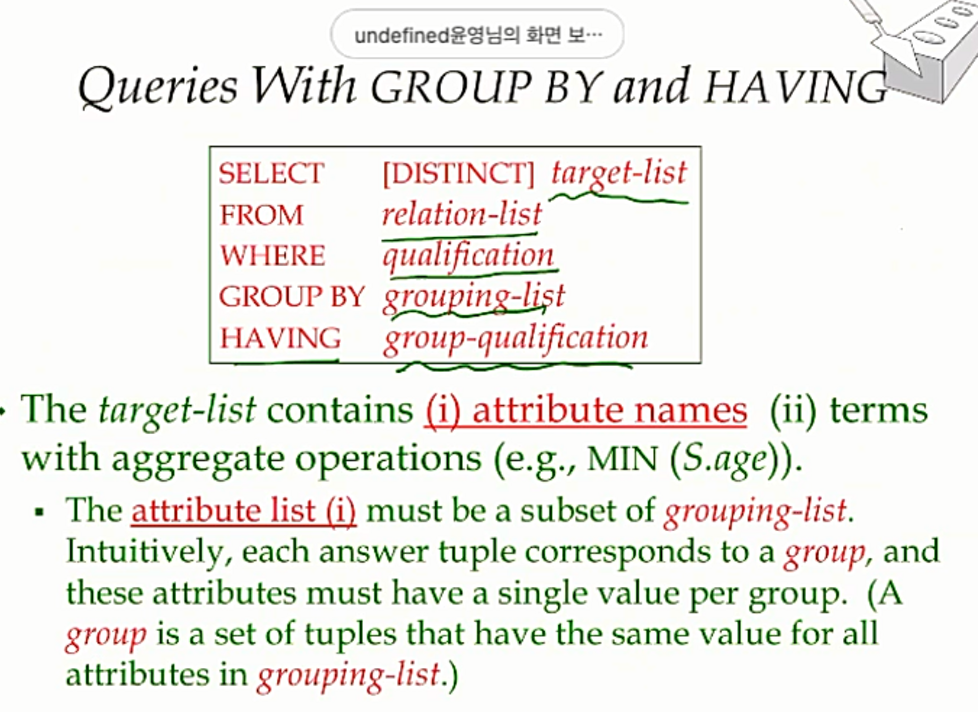 undefined윤영님의 화면 보…
Queries With GROUP BY and HAVING
SELECT [DISTINCT] target-list
FROM relation-list
WHERE qualification
GROUP BY grouping-list
HAVING group-qualification
• The target-list contains (i) attribute names (ii) terms
with aggregate operations (e.g., MIN (S.age)).
▪ The attribute list (i) must be a subset of grouping-list.
Intuitively, each answer tuple corresponds to a group, and
these attributes must have a single value per group. (A
group is a set of tuples that have the same value for all
attributes in grouping-list.)